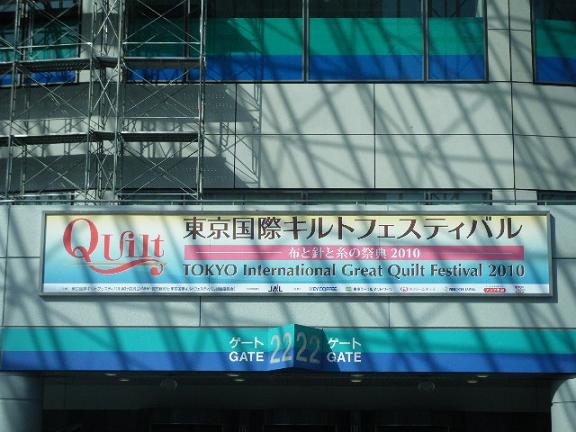 Quilt
東京国際キルトフェスティバル
布と針と糸の祭典 2010
TOKYO International Great Quilt Festival 2010
JAL
ゲート 22 22 ゲート
GATE GATE